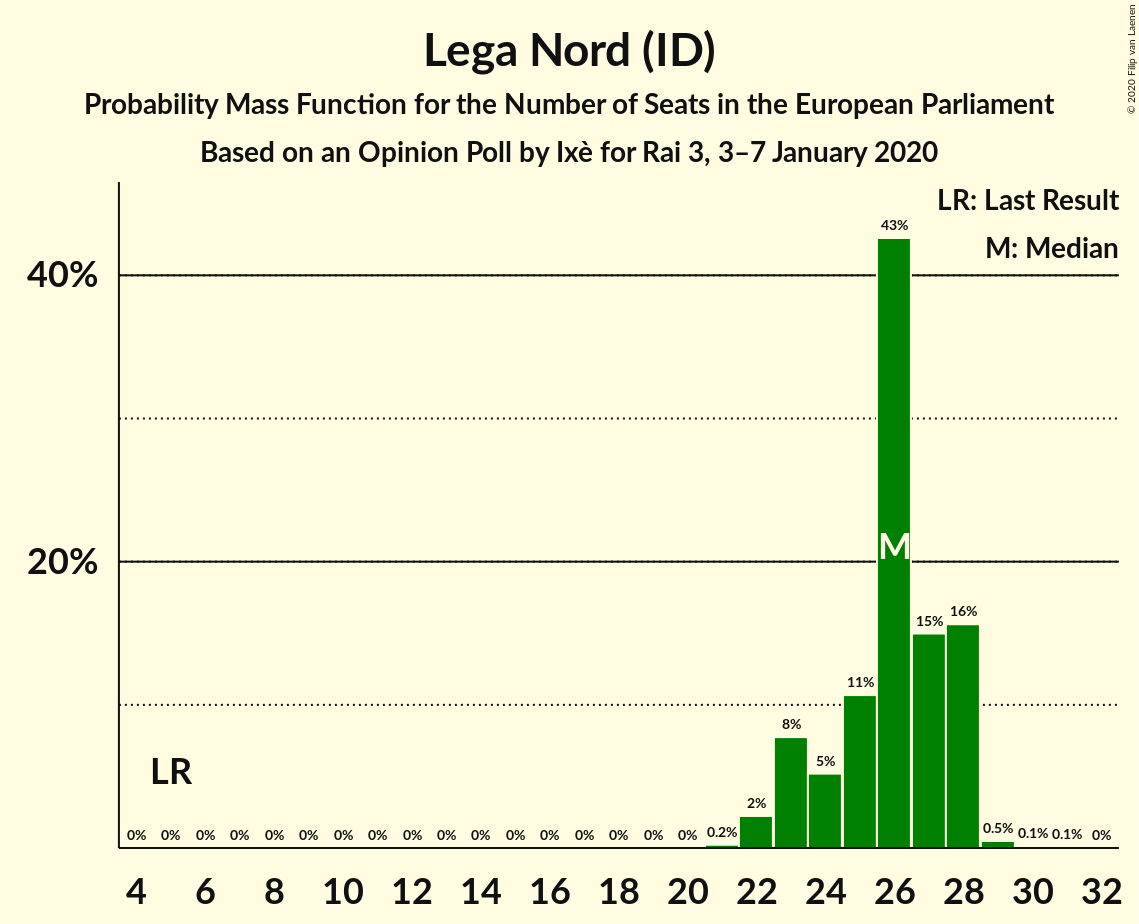 Lega Nord (ID)
Probability Mass Function for the Number of Seats in the European Parliament
Based on an Opinion Poll by Ixè for Rai 3, 3–7 January 2020
© 2020 Filip van Laenen
LR: Last Result
M: Median
40%
20%
43%
M
16%
15%
11%
8%
5%
2%
LR
0% 0% 0% 0% 0% 0% 0% 0% 0% 0% 0% 0% 0% 0% 0% 0% 0% 0.2% 0.5% 0.1% 0.1% 0%
4 6 8 10 12 14 16 18 20 22 24 26 28 30 32